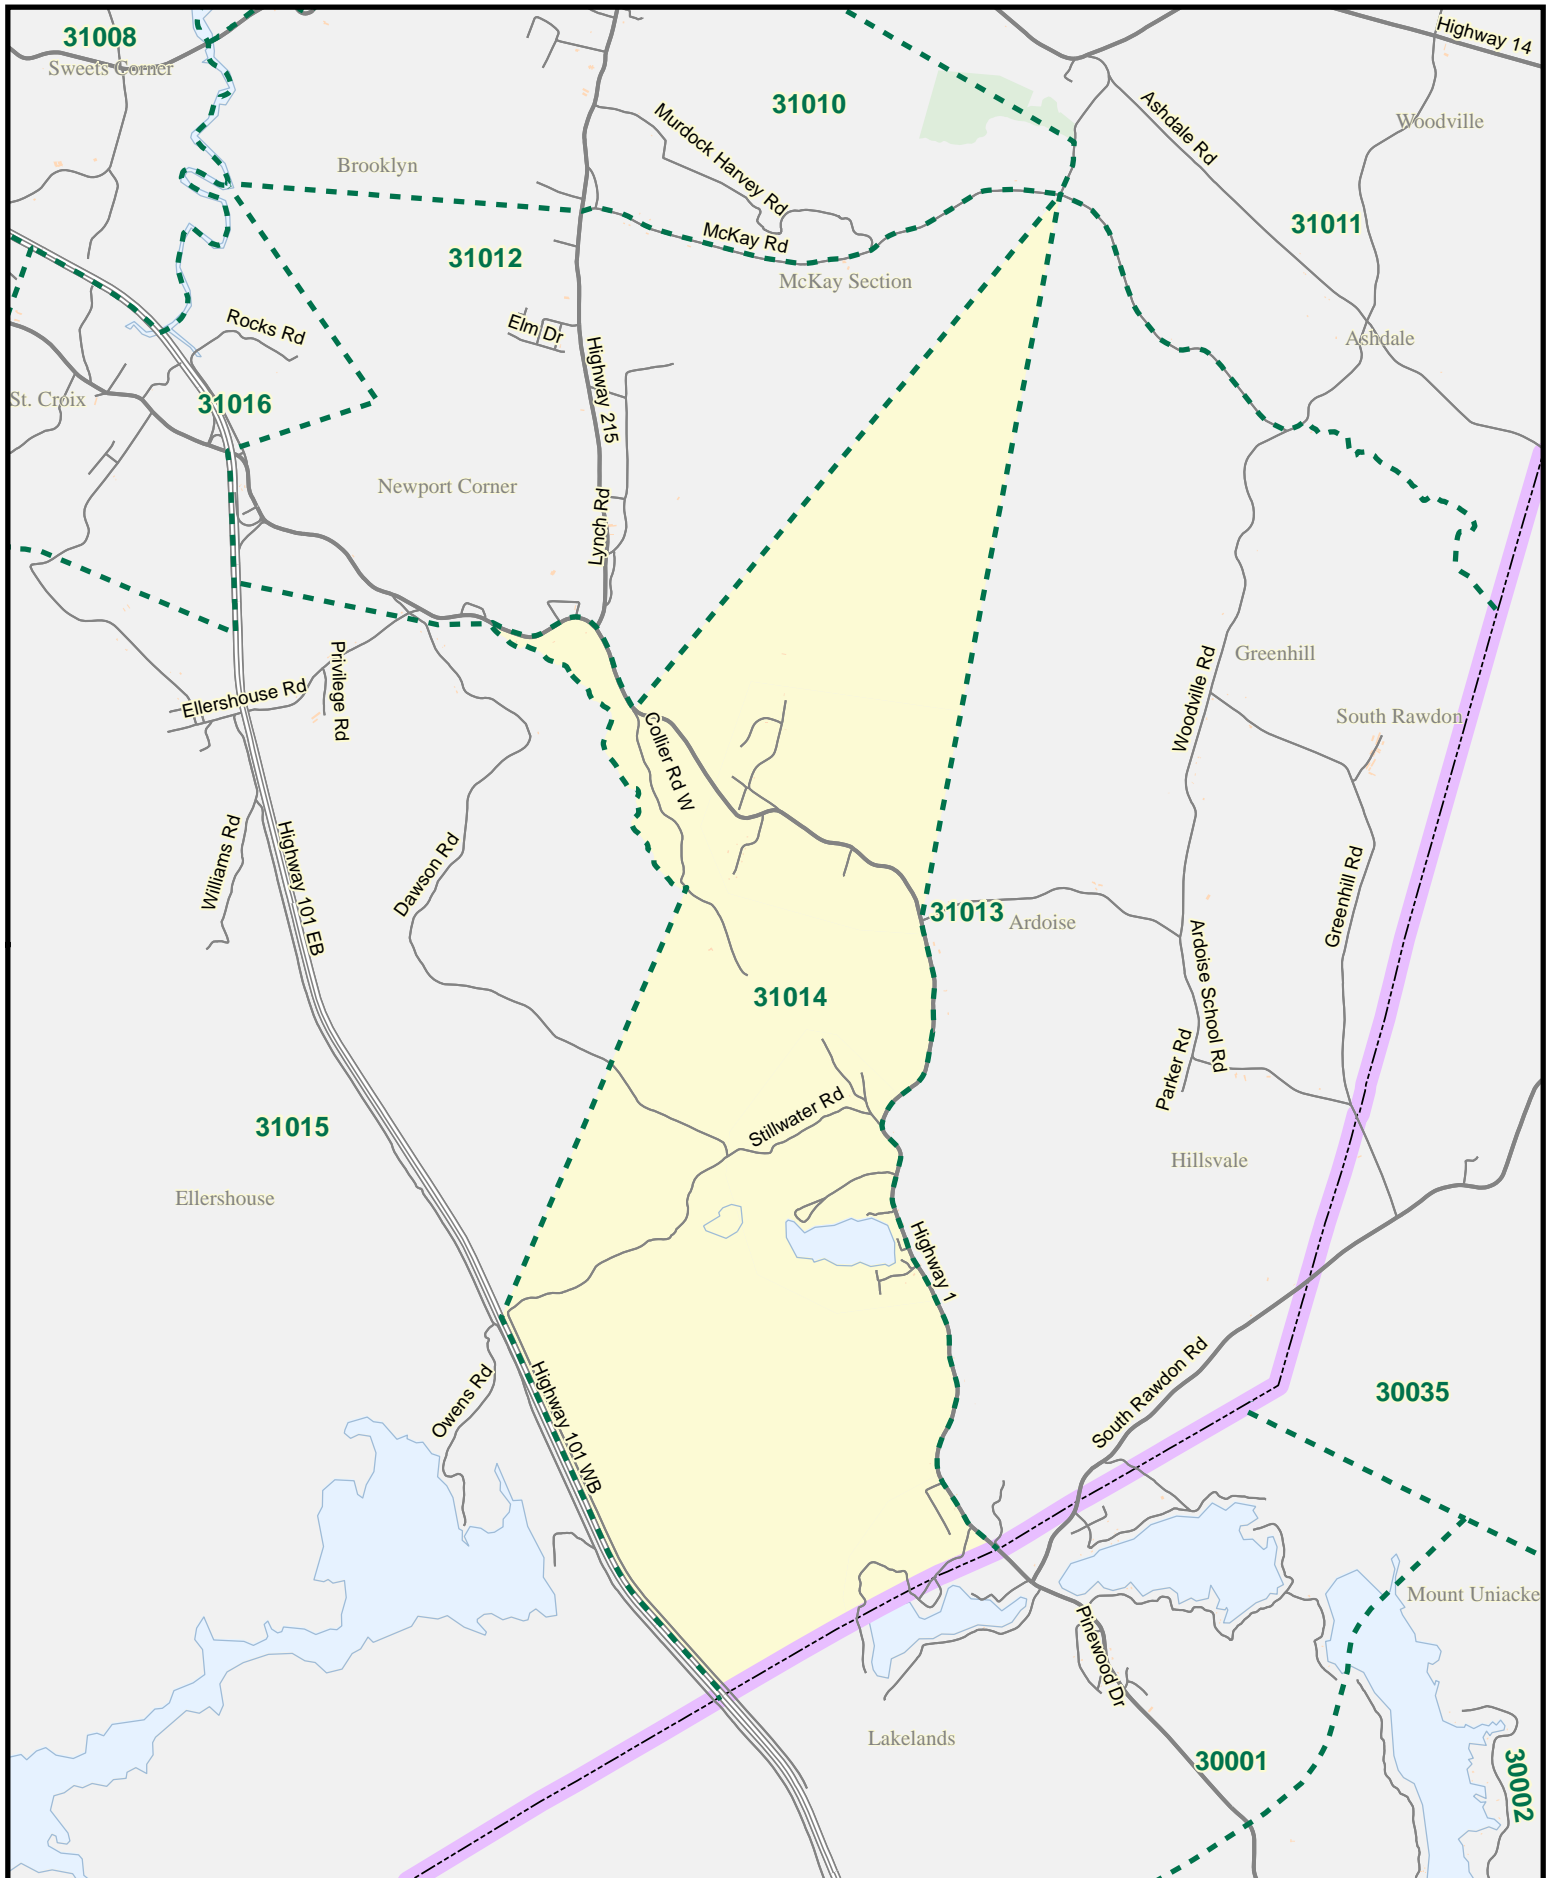 31008
Sweets Corner
Highway 14
31010
Murdock Harvey Rd
Ashdale Rd
Woodville
Brooklyn
31011
McKay Rd
31012
McKay Section
Rocks Rd
Elm Dr
Ashdale
Highway 215
St. Croix
31016
Newport Corner
Lynch Rd
Privilege Rd
Greenhill
Ellershouse Rd
Woodville Rd
South Rawdon
Collier Rd W
Williams Rd
Highway 101 EB
Dawson Rd
Greenhill Rd
31013
Ardoise
Ardoise School Rd
31014
Parker Rd
Stillwater Rd
31015
Hillsvale
Ellershouse
Highway 1
South Rawdon Rd
Owens Rd
Highway 101 WB
30035
Mount Uniacke
Pinewood Dr
Lakelands
30001
30002